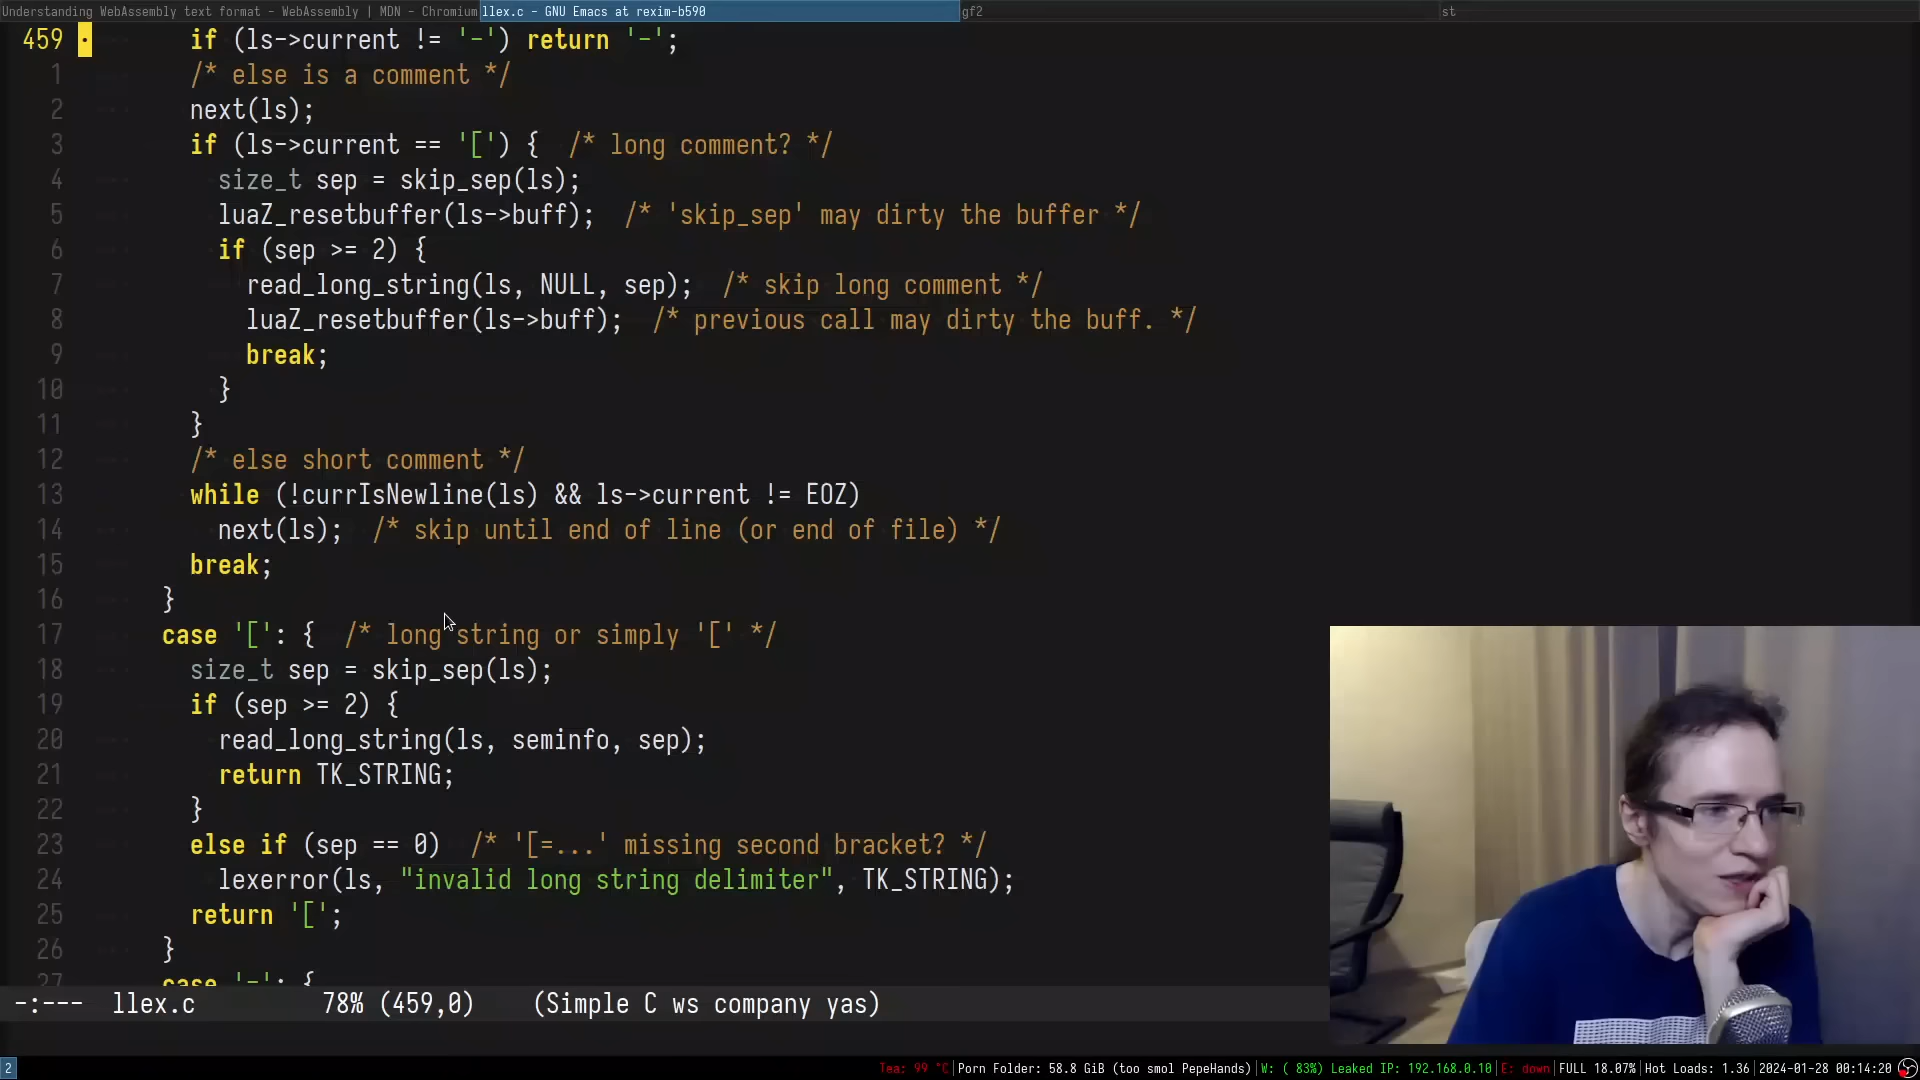 Understanding WebAssembly text format - WebAssembly | MDN - Chromium llex.c - GNU Emacs at rexim-b590 gf2 st
459 if (ls->current != '-') return '-';
1 /* else is a comment */
2 next(ls);
3 if (ls->current == '[') { /* long comment? */
4 size_t sep = skip_sep(ls);
5 luaZ_resetbuffer(ls->buff); /* 'skip_sep' may dirty the buffer */
6 if (sep >= 2) {
7 read_long_string(ls, NULL, sep); /* skip long comment */
8 luaZ_resetbuffer(ls->buff); /* previous call may dirty the buff. */
9 break;
10 }
11 }
12 /* else short comment */
13 while (!currIsNewline(ls) && ls->current != EOZ)
14 next(ls); /* skip until end of line (or end of file) */
15 break;
16 }
17 case '[': { /* long string or simply '[' */
18 size_t sep = skip_sep(ls);
19 if (sep >= 2) {
20 read_long_string(ls, seminfo, sep);
21 return TK_STRING;
22 }
23 else if (sep == 0) /* '[=...' missing second bracket? */
24 lexerror(ls, "invalid long string delimiter", TK_STRING);
25 return '[';
26 }
27 case '=': {
-:--- llex.c 78% (459,0) (Simple C ws company yas)
2 Tea: 99 °C|Porn Folder: 58.8 GiB (too smol PepeHands)|W: ( 83%) Leaked IP: 192.168.0.10|E: down|FULL 18.07%|Hot Loads: 1.36|2024-01-28 00:14:20